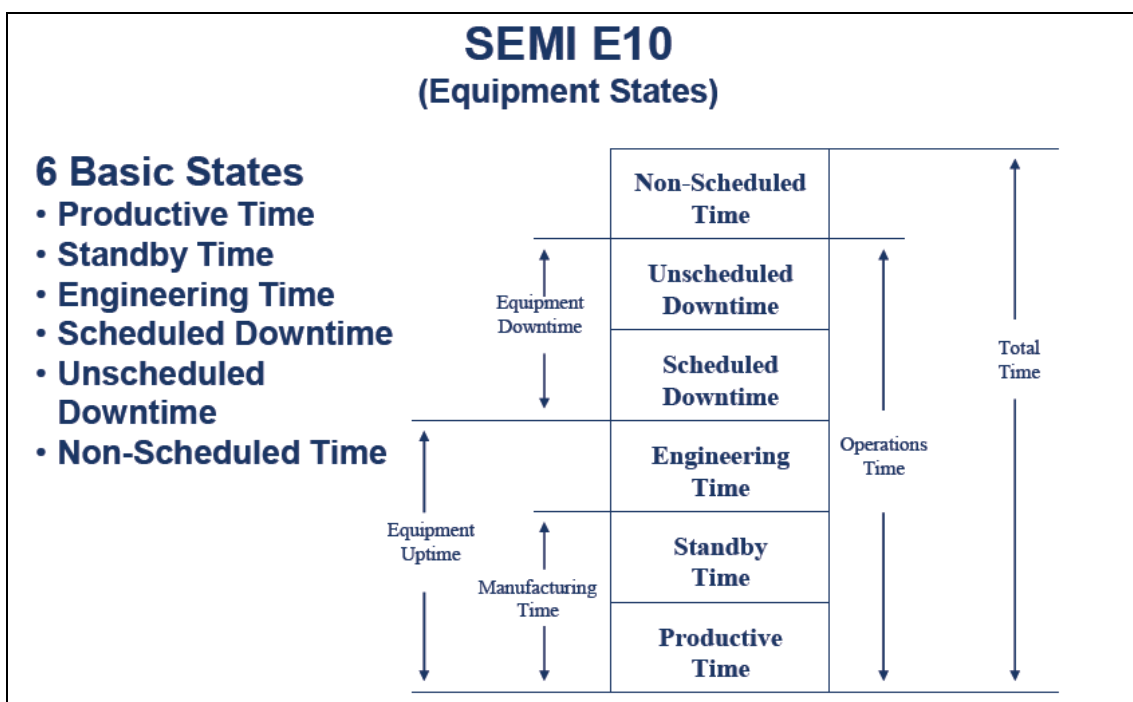 SEMI E10
(Equipment States)
6 Basic States
• Productive Time
• Standby Time
• Engineering Time
• Scheduled Downtime
• Unscheduled
Downtime
• Non-Scheduled Time
Non-Scheduled
Time
Unscheduled
Downtime
Scheduled
Downtime
Engineering
Time
Standby
Time
Productive
Time
Equipment
Downtime
Equipment
Uptime
Manufacturing
Time
Operations
Time
Total
Time